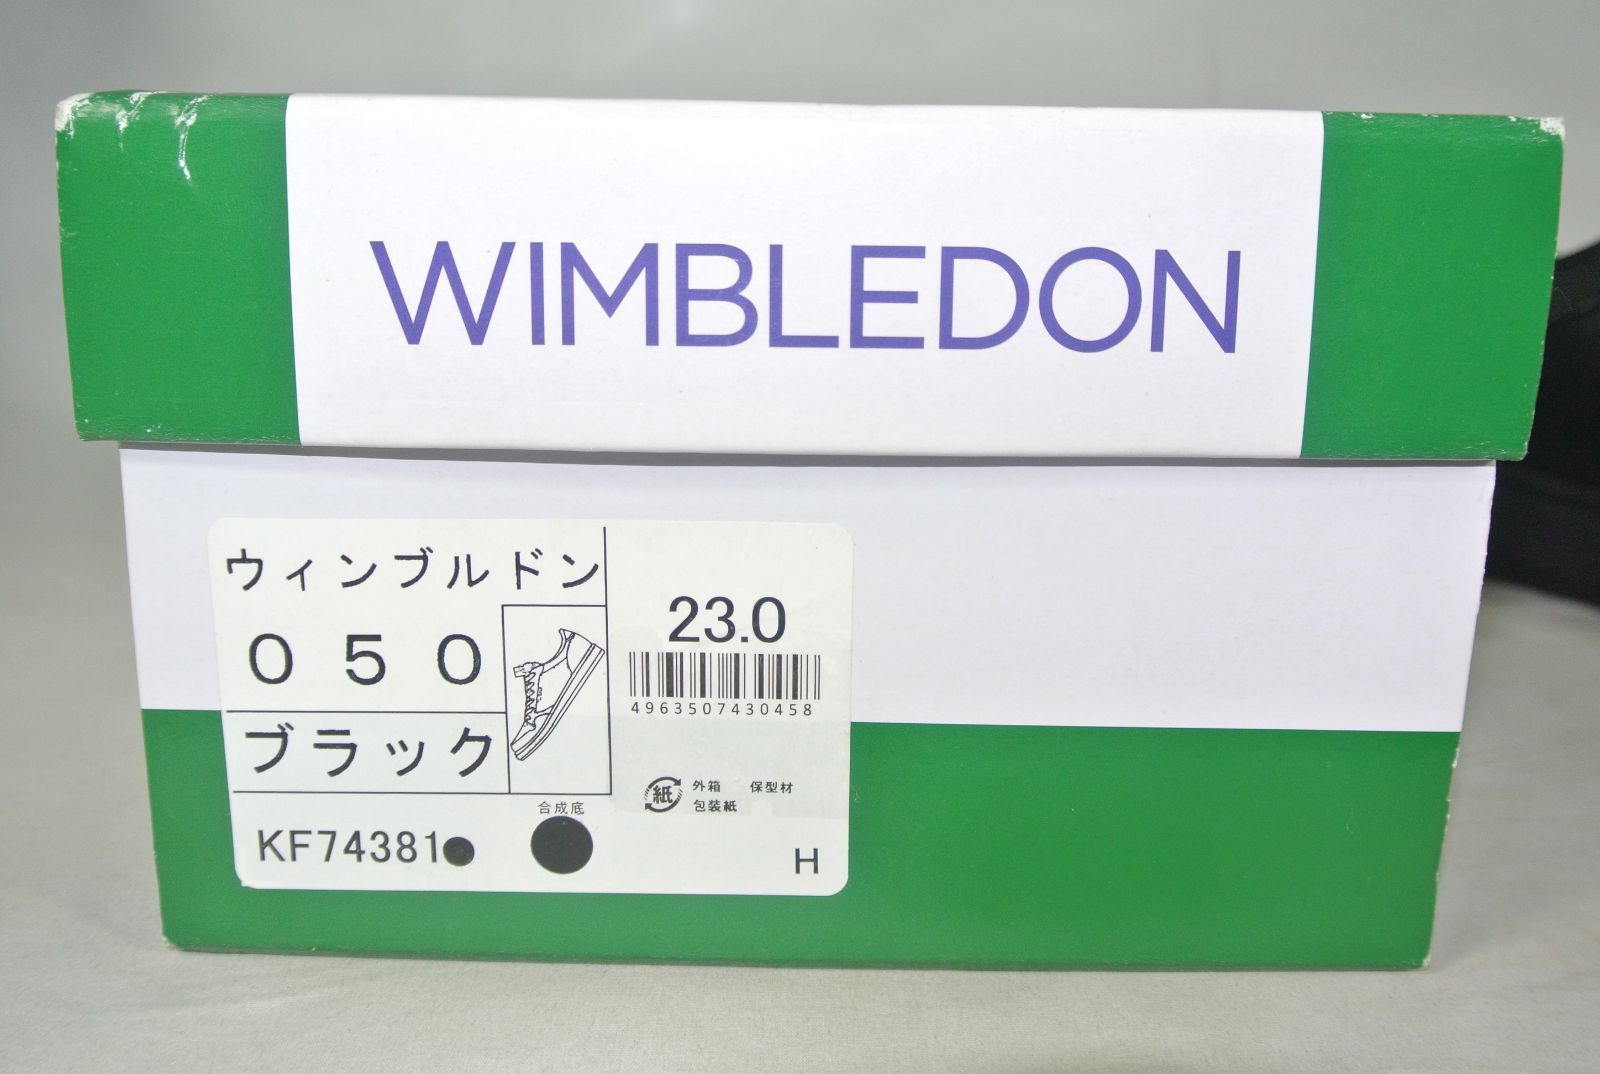 WIMBLEDON
ウィンブルドン
０５０
ブラック
KF74381
合成底
23.0
4963507430458
紙
外箱 保型材
包装紙
H